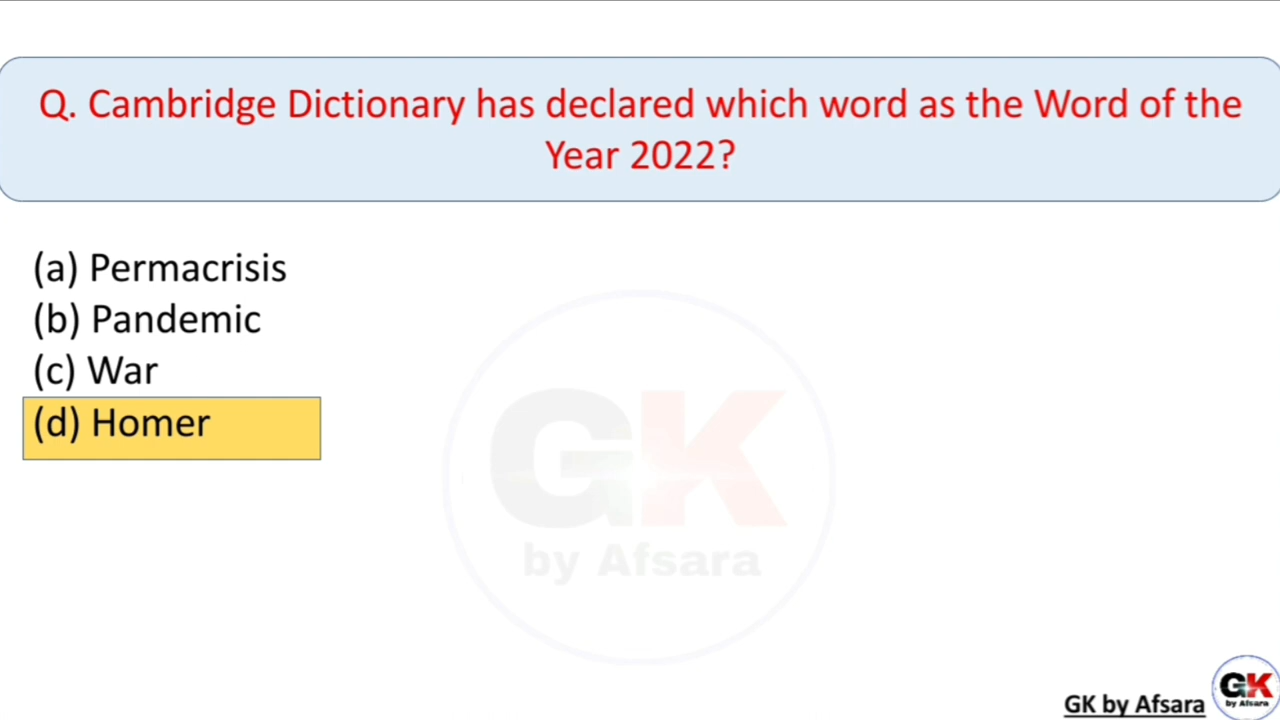 Q. Cambridge Dictionary has declared which word as the Word of the
Year 2022?
(a) Permacrisis
(b) Pandemic
(c) War
(d) Homer
GK
by Afsara
GK by Afsara
GK
by Afsara